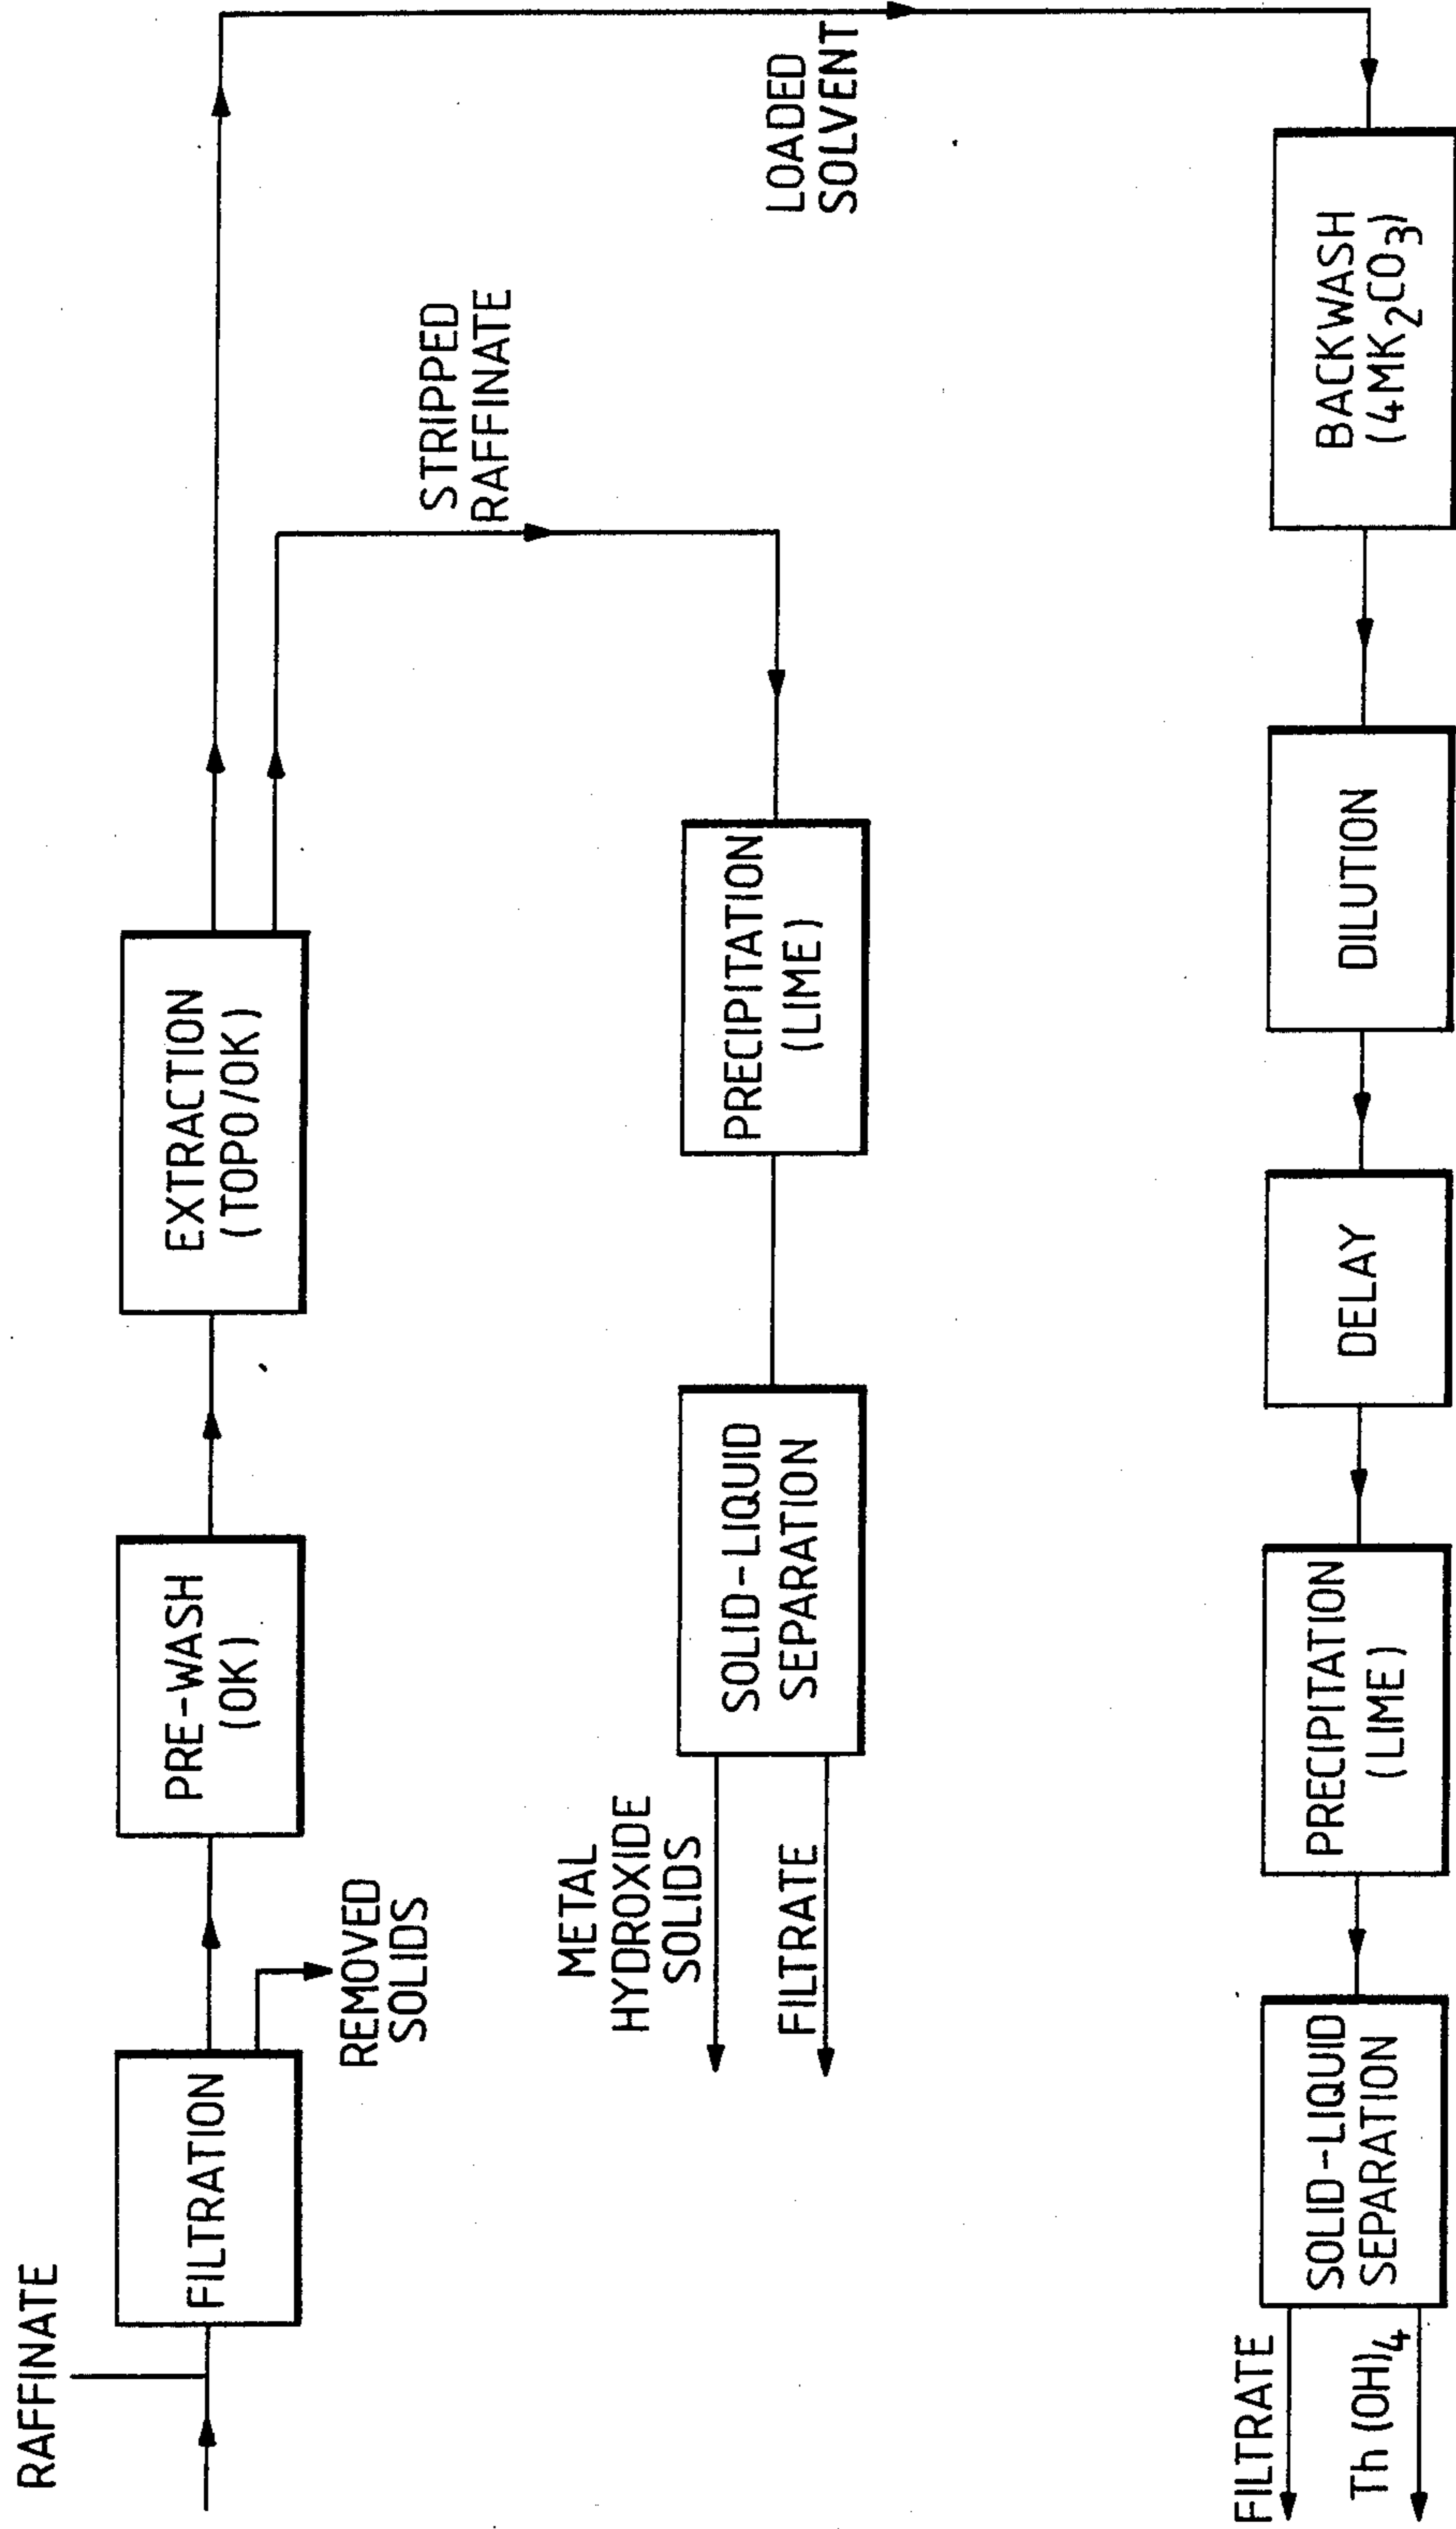 RAFFINATE
FILTRATION
REMOVED
SOLIDS
PRE-WASH
(OK)
EXTRACTION
(TOPO/OK)
STRIPPED
RAFFINATE
LOADED
SOLVENT
METAL
HYDROXIDE
SOLIDS
FILTRATE
SOLID-LIQUID
SEPARATION
PRECIPITATION
(LIME)
FILTRATE
Th (OH)₄
SOLID-LIQUID
SEPARATION
PRECIPITATION
(LIME)
DELAY
DILUTION
BACKWASH
(4MK₂CO₃)